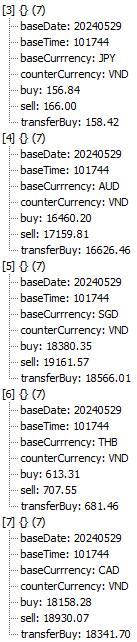 [3] {} (7)
baseDate: 20240529
baseTime: 101744
baseCurrrency: JPY
counterCurrency: VND
buy: 156.84
sell: 166.00
transferBuy: 158.42
[4] {} (7)
baseDate: 20240529
baseTime: 101744
baseCurrrency: AUD
counterCurrency: VND
buy: 16460.20
sell: 17159.81
transferBuy: 16626.46
[5] {} (7)
baseDate: 20240529
baseTime: 101744
baseCurrrency: SGD
counterCurrency: VND
buy: 18380.35
sell: 19161.57
transferBuy: 18566.01
[6] {} (7)
baseDate: 20240529
baseTime: 101744
baseCurrrency: THB
counterCurrency: VND
buy: 613.31
sell: 707.55
transferBuy: 681.46
[7] {} (7)
baseDate: 20240529
baseTime: 101744
baseCurrrency: CAD
counterCurrency: VND
buy: 18158.28
sell: 18930.07
transferBuy: 18341.70